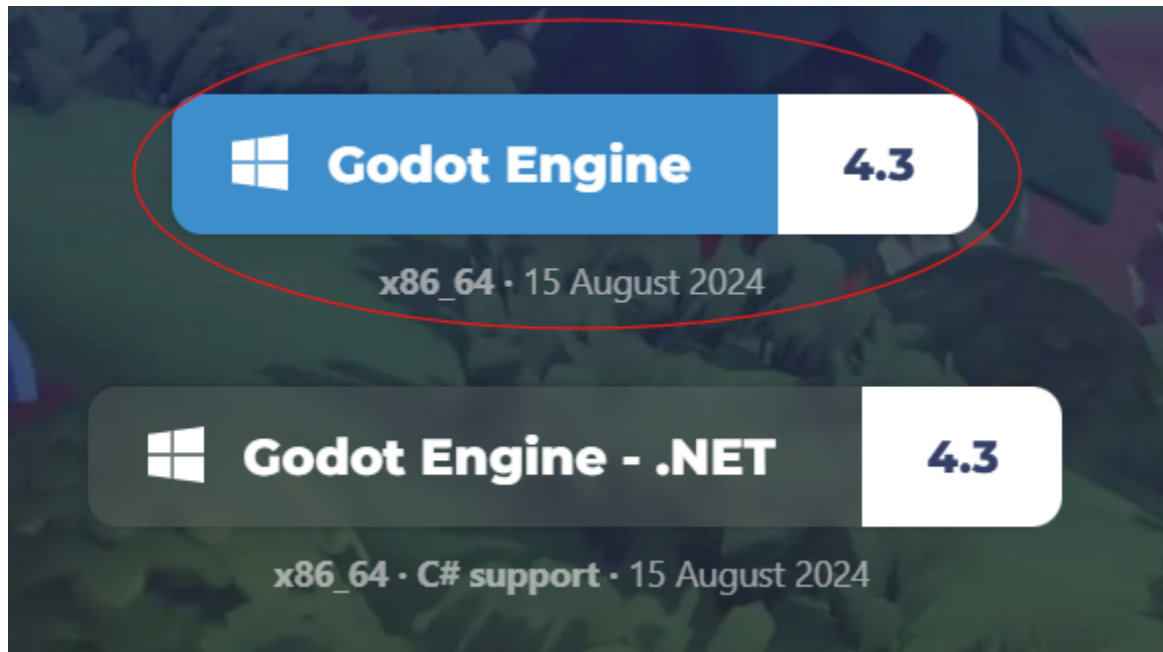 Godot Engine 4.3
x86_64 · 15 August 2024
Godot Engine - .NET 4.3
x86_64 · C# support · 15 August 2024